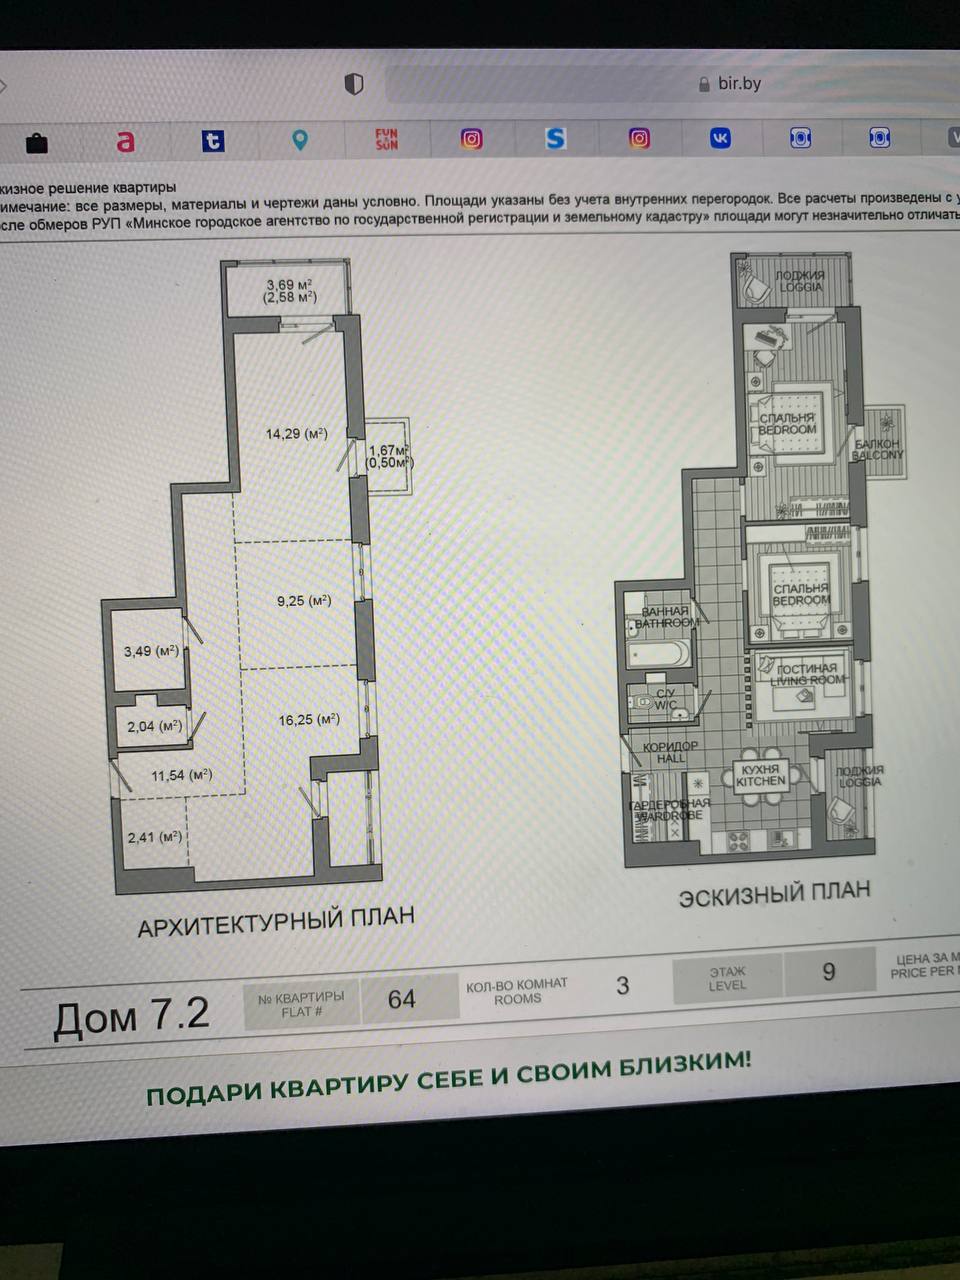 bir.by
a
t
FUN
&SUN
S
VK
кизное решение квартиры
имечание: все размеры, материалы и чертежи даны условно. Площади указаны без учета внутренних перегородок. Все расчеты произведены с у
осле обмеров РУП «Минское городское агентство по государственной регистрации и земельному кадастру» площади могут незначительно отличать
3,69 м²
(2,58 м²)
14,29 (м²)
1,67м²
(0,50м²)
9,25 (м²)
3,49 (м²)
2,04 (м²)
16,25 (м²)
11,54 (м²)
2,41 (м²)
АРХИТЕКТУРНЫЙ ПЛАН
ЛОДЖИЯ
LOGGIA
СПАЛЬНЯ
BEDROOM
БАЛКОН
BALCONY
СПАЛЬНЯ
BEDROOM
ВАННАЯ
BATHROOM
ГОСТИНАЯ
LIVING ROOM
С/У
W/C
КОРИДОР
HALL
КУХНЯ
KITCHEN
ЛОДЖИЯ
LOGGIA
ГАРДЕРОБНАЯ
WARDROBE
ЭСКИЗНЫЙ ПЛАН
Дом 7.2
№ КВАРТИРЫ
FLAT #
64
КОЛ-ВО КОМНАТ
ROOMS
3
ЭТАЖ
LEVEL
9
ЦЕНА ЗА М
PRICE PER
ПОДАРИ КВАРТИРУ СЕБЕ И СВОИМ БЛИЗКИМ!